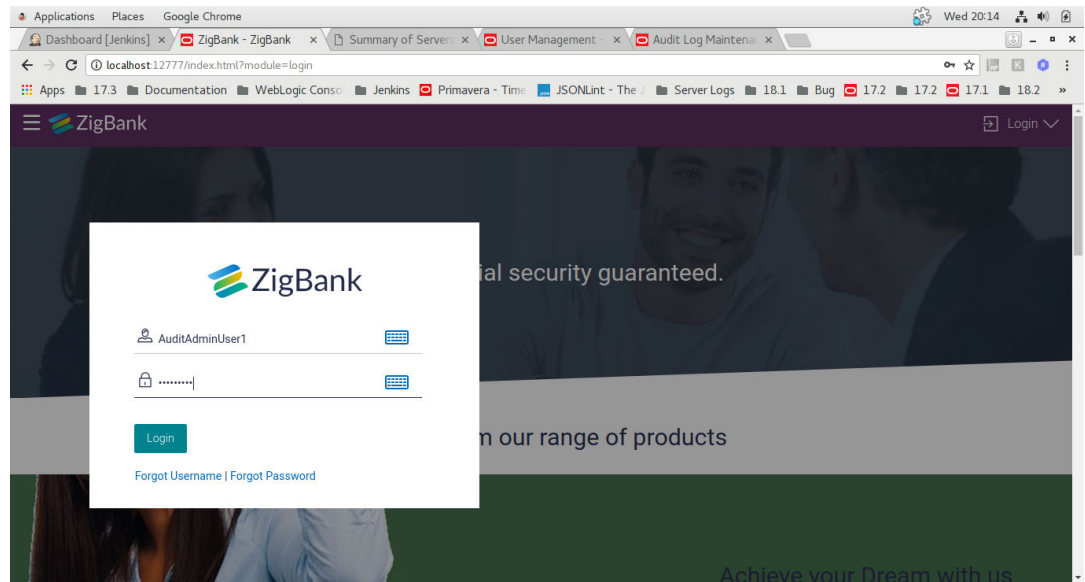 Applications Places Google Chrome Wed 20:14
Dashboard [Jenkins] × ZigBank - ZigBank × Summary of Servers × User Management - × Audit Log Maintenan ×
localhost:12777/index.html?module=login
Apps 17.3 Documentation WebLogic Conso Jenkins Primavera - Time JSONLint - The J Server Logs 18.1 Bug 17.2 17.2 17.1 18.2 »
ZigBank Login
ial security guaranteed.
ZigBank
AuditAdminUser1
Login
m our range of products
Forgot Username | Forgot Password
Achieve your Dream with us